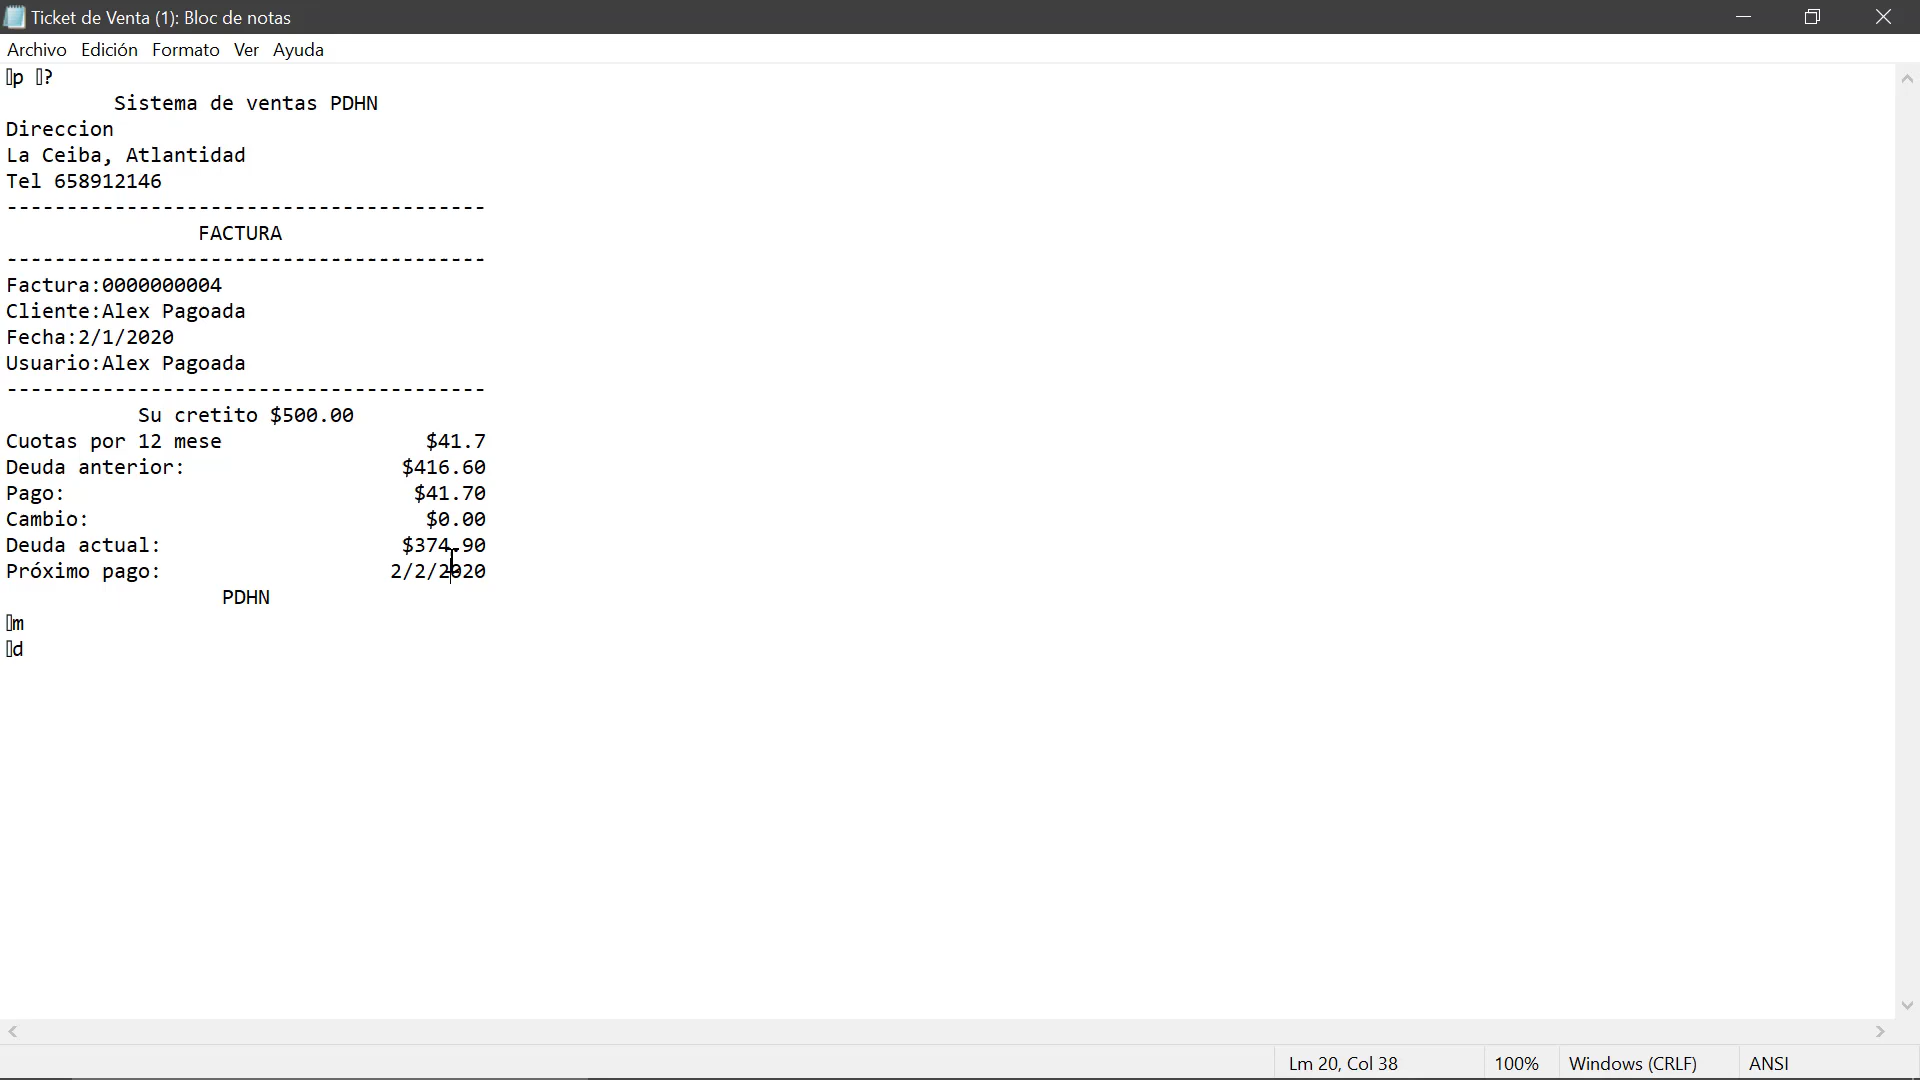 Ticket de Venta (1): Bloc de notas
Archivo Edición Formato Ver Ayuda
▯p ▯?
Sistema de ventas PDHN
Direccion
La Ceiba, Atlantidad
Tel 658912146
----------------------------------------
FACTURA
----------------------------------------
Factura:0000000004
Cliente:Alex Pagoada
Fecha:2/1/2020
Usuario:Alex Pagoada
----------------------------------------
Su cretito $500.00
Cuotas por 12 mese $41.7
Deuda anterior: $416.60
Pago: $41.70
Cambio: $0.00
Deuda actual: $374.90
Próximo pago: 2/2/2020
PDHN
▯m
▯d
Lm 20, Col 38 100% Windows (CRLF) ANSI